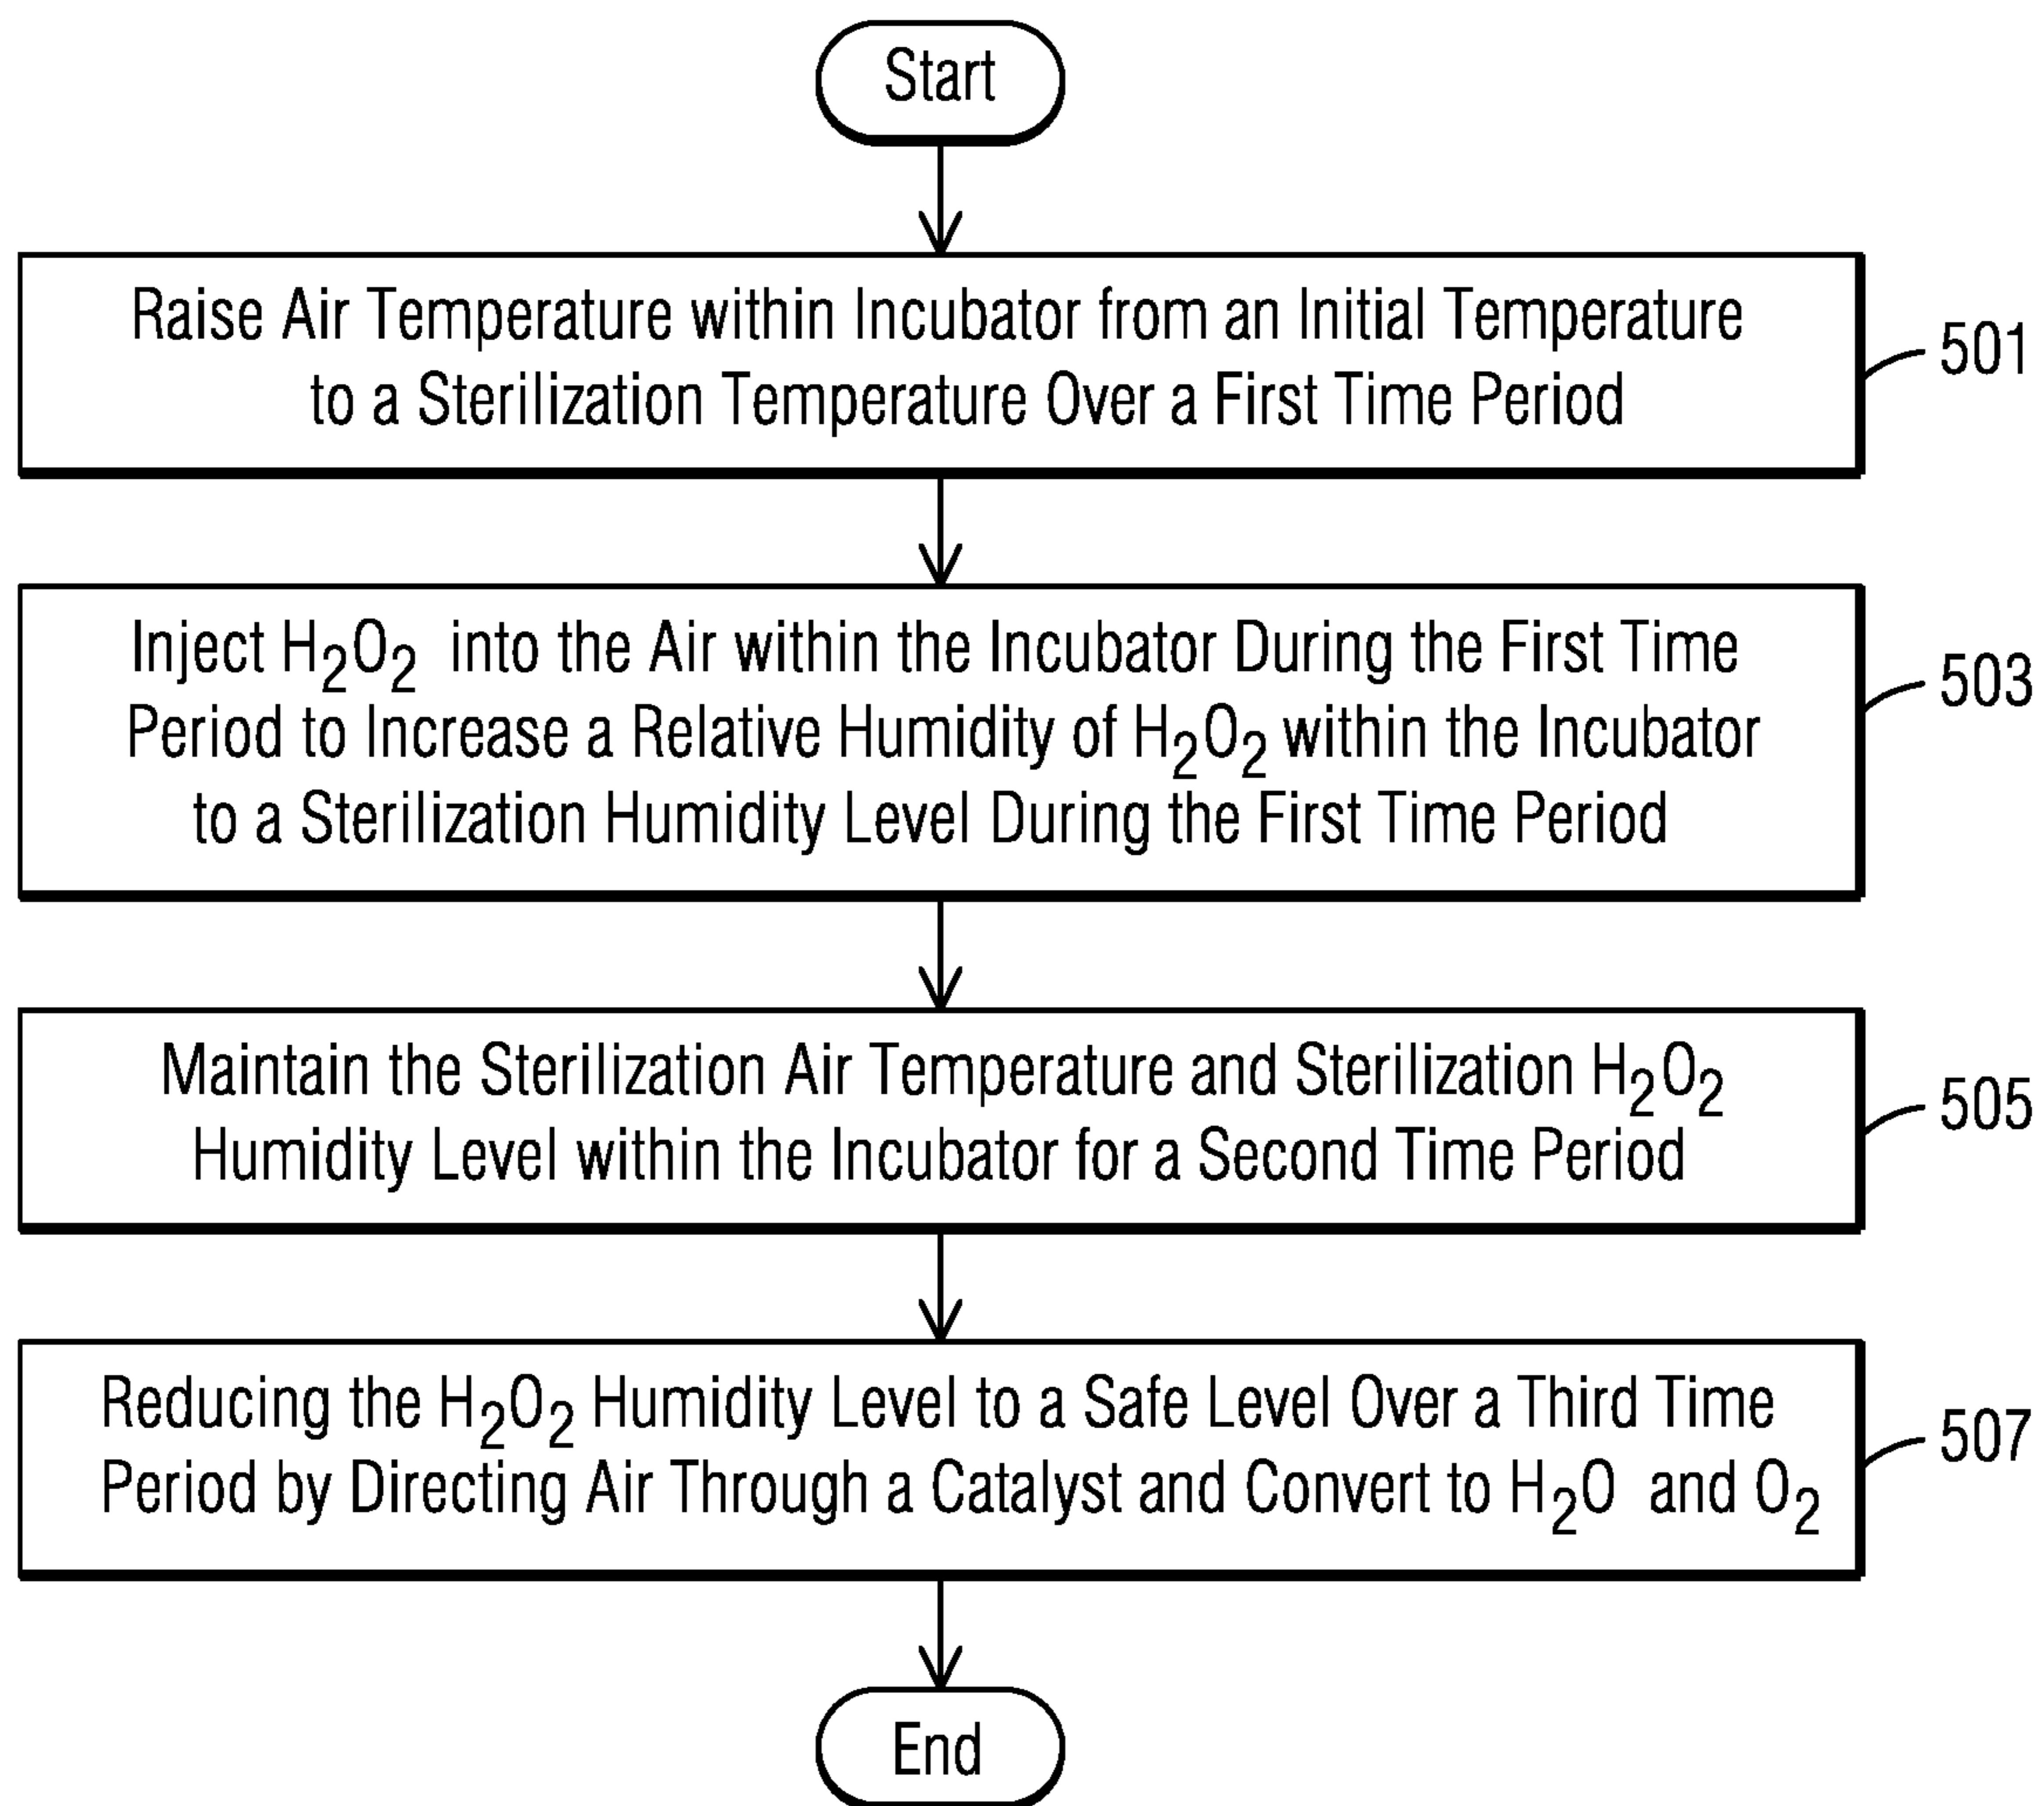 Start
Raise Air Temperature within Incubator from an Initial Temperature
to a Sterilization Temperature Over a First Time Period
501
Inject H₂O₂ into the Air within the Incubator During the First Time
Period to Increase a Relative Humidity of H₂O₂ within the Incubator
to a Sterilization Humidity Level During the First Time Period
503
Maintain the Sterilization Air Temperature and Sterilization H₂O₂
Humidity Level within the Incubator for a Second Time Period
505
Reducing the H₂O₂ Humidity Level to a Safe Level Over a Third Time
Period by Directing Air Through a Catalyst and Convert to H₂O and O₂
507
End